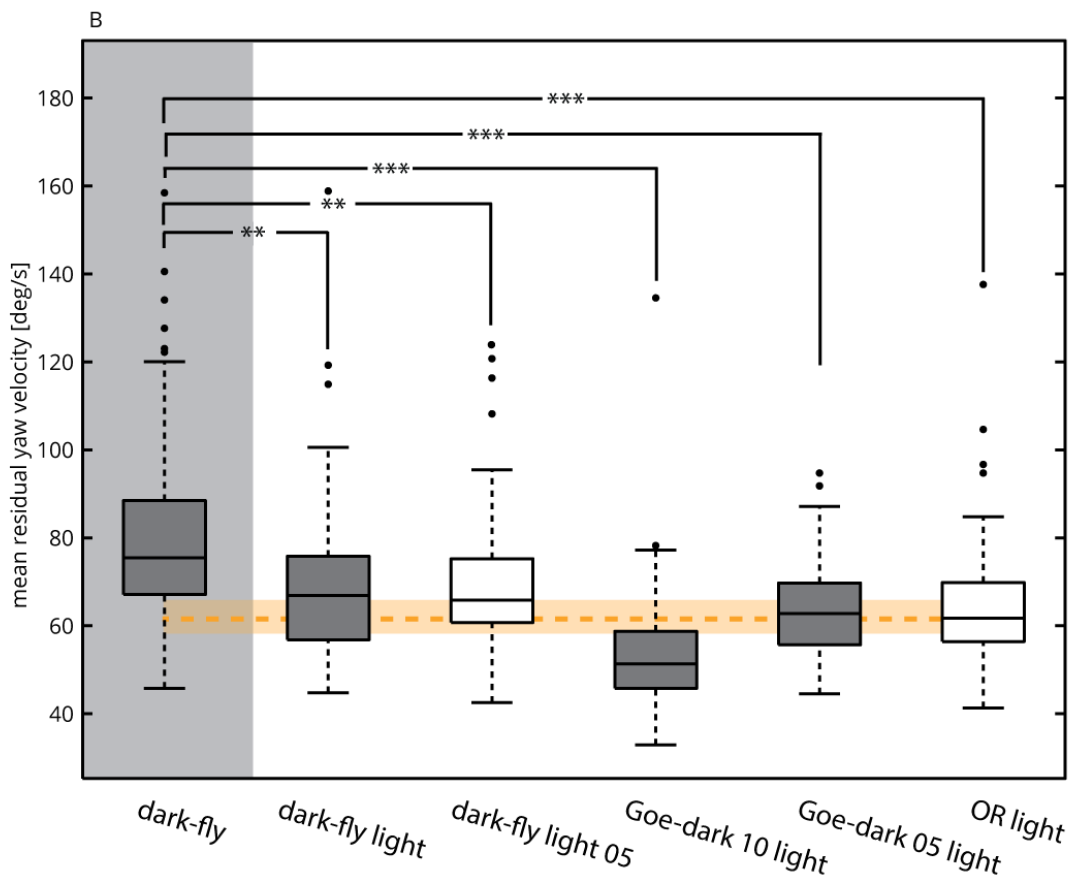 B
mean residual yaw velocity [deg/s]
180
160
140
120
100
80
60
40
***
***
***
**
**
dark-fly
dark-fly light
dark-fly light 05
Goe-dark 10 light
Goe-dark 05 light
OR light